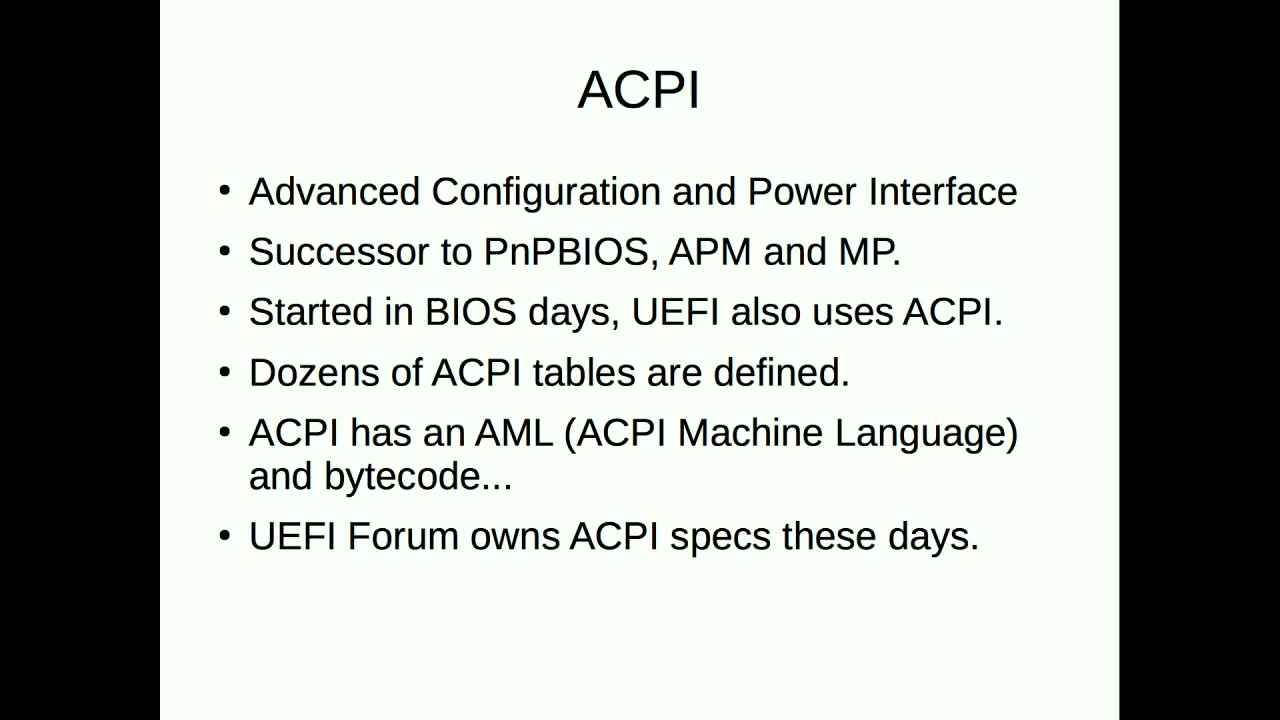 ACPI
• Advanced Configuration and Power Interface
• Successor to PnPBIOS, APM and MP.
• Started in BIOS days, UEFI also uses ACPI.
• Dozens of ACPI tables are defined.
• ACPI has an AML (ACPI Machine Language)
and bytecode...
• UEFI Forum owns ACPI specs these days.